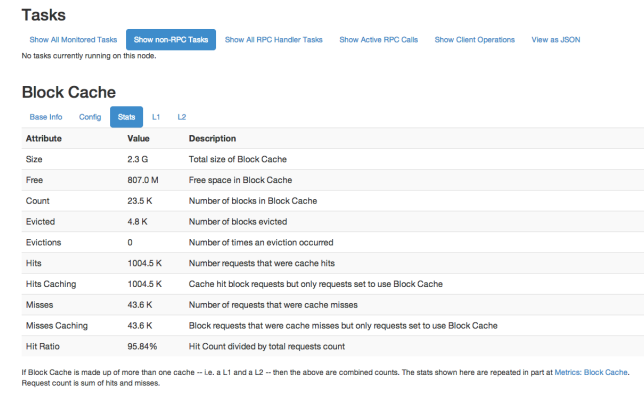 Tasks
Show All Monitored Tasks Show non-RPC Tasks Show All RPC Handler Tasks Show Active RPC Calls Show Client Operations View as JSON
No tasks currently running on this node.
Block Cache
Base Info Config Stats L1 L2
Attribute Value Description
Size 2.3 G Total size of Block Cache
Free 807.0 M Free space in Block Cache
Count 23.5 K Number of blocks in Block Cache
Evicted 4.8 K Number of blocks evicted
Evictions 0 Number of times an eviction occurred
Hits 1004.5 K Number requests that were cache hits
Hits Caching 1004.5 K Cache hit block requests but only requests set to use Block Cache
Misses 43.6 K Number of requests that were cache misses
Misses Caching 43.6 K Block requests that were cache misses but only requests set to use Block Cache
Hit Ratio 95.84% Hit Count divided by total requests count
If Block Cache is made up of more than one cache -- i.e. a L1 and a L2 -- then the above are combined counts. The stats shown here are repeated in part at Metrics: Block Cache.
Request count is sum of hits and misses.